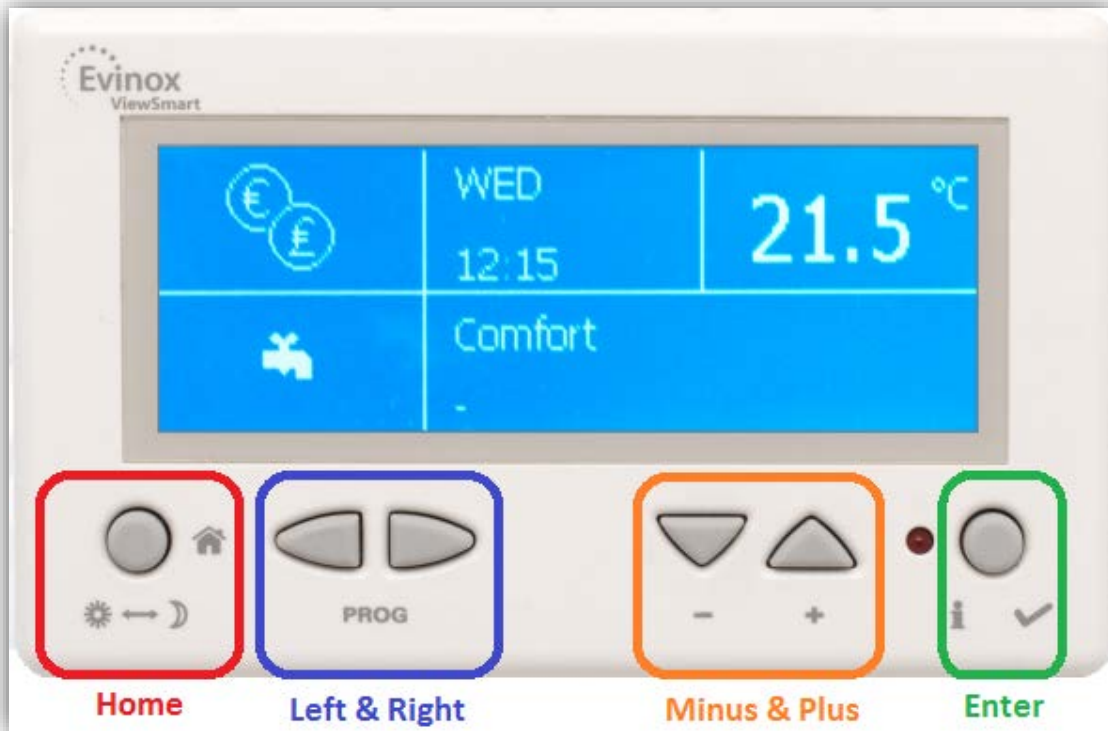 Evinox
ViewSmart
€
£
WED
12:15
21.5 °C
Comfort
-
PROG
- +
i
Home
Left & Right
Minus & Plus
Enter